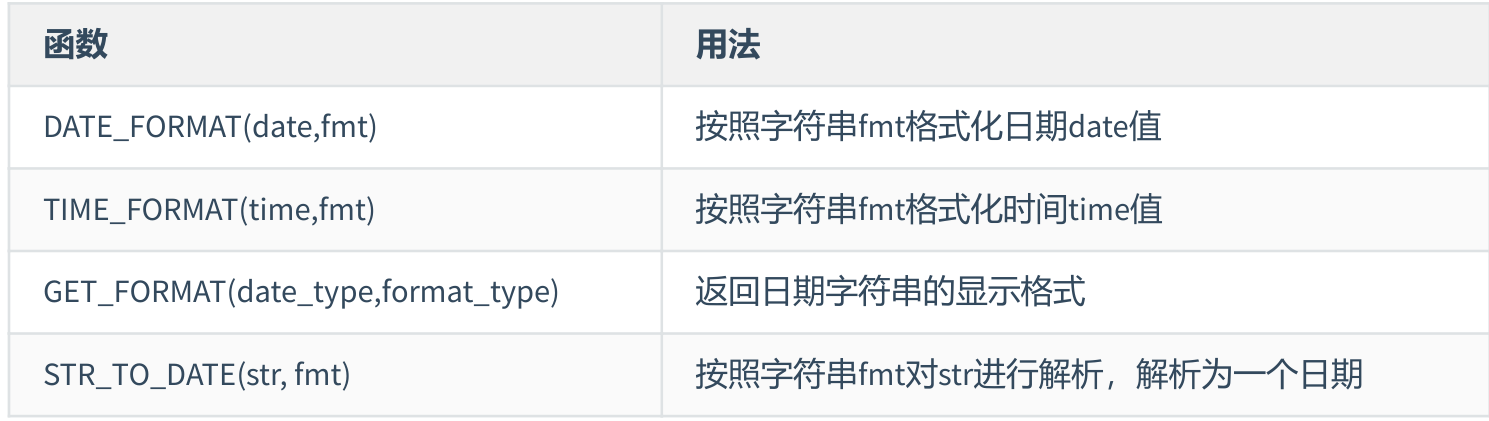 函数 用法
DATE_FORMAT(date,fmt) 按照字符串fmt格式化日期date值
TIME_FORMAT(time,fmt) 按照字符串fmt格式化时间time值
GET_FORMAT(date_type,format_type) 返回日期字符串的显示格式
STR_TO_DATE(str, fmt) 按照字符串fmt对str进行解析，解析为一个日期